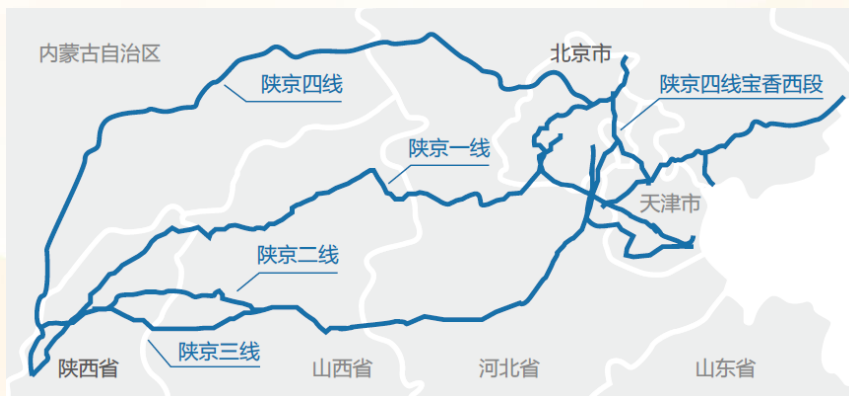 内蒙古自治区
北京市
陕京四线
陕京四线宝香西段
陕京一线
天津市
陕京二线
陕京三线
陕西省
山西省
河北省
山东省